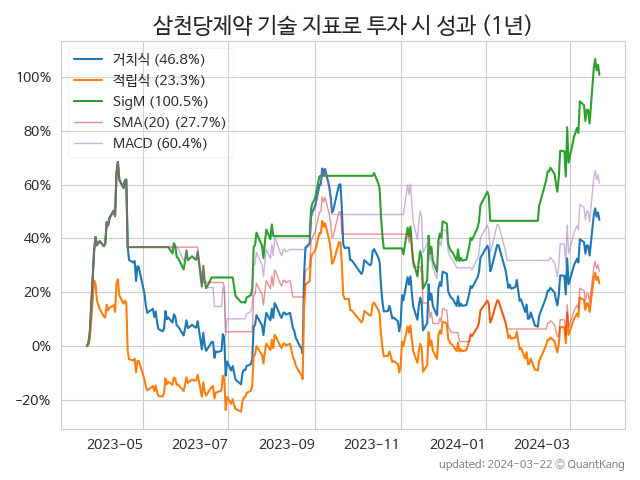 삼천당제약 기술 지표로 투자 시 성과 (1년)
거치식 (46.8%)
적립식 (23.3%)
SigM (100.5%)
SMA(20) (27.7%)
MACD (60.4%)
100%
80%
60%
40%
20%
0%
−20%
2023-05
2023-07
2023-09
2023-11
2024-01
2024-03
updated: 2024-03-22 © QuantKang